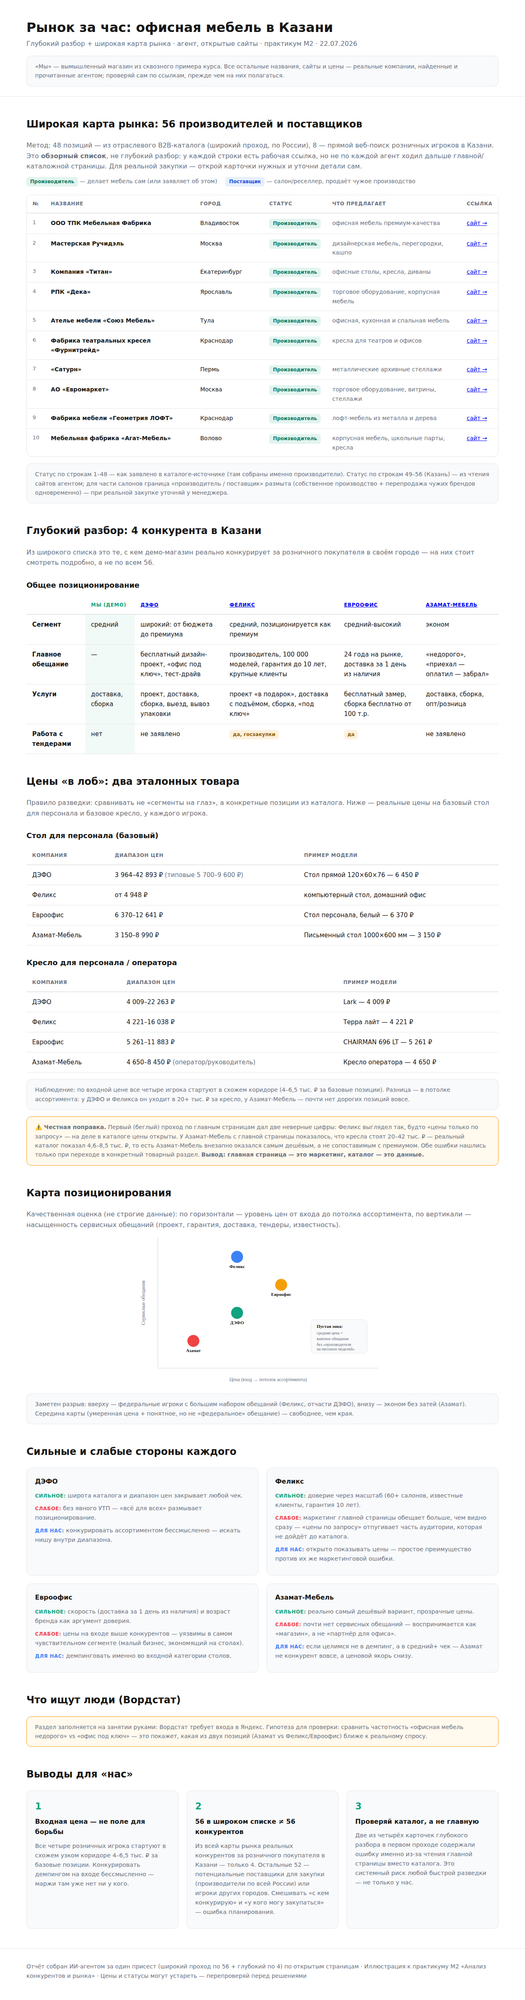 Рынок за час: офисная мебель в Казани
Глубокий разбор + широкая карта рынка · агент, открытые сайты · практикум М2 · 22.07.2026
«Мы» — вымышленный магазин из сквозного примера курса. Все остальные названия, сайты и цены — реальные компании, найденные и
прочитанные агентом; проверяй сам по ссылкам, прежде чем на них полагаться.
Широкая карта рынка: 56 производителей и поставщиков
Метод: 48 позиций — из отраслевого B2B-каталога (широкий проход, по России), 8 — прямой веб-поиск розничных игроков в Казани.
Это обзорный список, не глубокий разбор: у каждой строки есть рабочая ссылка, но не по каждой агент ходил дальше главной/
каталожной страницы. Для реальной закупки — открой карточку нужных и уточни детали сам.
Производитель — делает мебель сам (или заявляет об этом) Поставщик — салон/реселлер, продаёт чужое производство
№ НАЗВАНИЕ ГОРОД СТАТУС ЧТО ПРЕДЛАГАЕТ ССЫЛКА
1 ООО ТПК Мебельная Фабрика Владивосток Производитель офисная мебель премиум-качества сайт →
2 Мастерская Ручидэль Москва Производитель дизайнерская мебель, перегородки,
кашпо сайт →
3 Компания «Титан» Екатеринбург Производитель офисные столы, кресла, диваны сайт →
4 РПК «Дека» Ярославль Производитель торговое оборудование, корпусная
мебель сайт →
5 Ателье мебели «Союз Мебель» Тула Производитель офисная, кухонная и спальная мебель сайт →
6 Фабрика театральных кресел
«Фурнитрейд» Краснодар Производитель кресла для театров и офисов сайт →
7 «Сатурн» Пермь Производитель металлические архивные стеллажи сайт →
8 АО «Евромаркет» Москва Производитель торговое оборудование, витрины,
стеллажи сайт →
9 Фабрика мебели «Геометрия ЛОФТ» Краснодар Производитель лофт-мебель из металла и дерева сайт →
10 Мебельная фабрика «Агат-Мебель» Волово Производитель корпусная мебель, школьные парты,
кресла сайт →
Статус по строкам 1–48 — как заявлено в каталоге-источнике (там собраны именно производители). Статус по строкам 49–56 (Казань) — из чтения
сайтов агентом; для части салонов граница «производитель / поставщик» размыта (собственное производство + перепродажа чужих брендов
одновременно) — при реальной закупке уточняй у менеджера.
Глубокий разбор: 4 конкурента в Казани
Из широкого списка это те, с кем демо-магазин реально конкурирует за розничного покупателя в своём городе — на них стоит
смотреть подробно, а не по всем 56.
Общее позиционирование
МЫ (ДЕМО) ДЭФО ФЕЛИКС ЕВРООФИС АЗАМАТ-МЕБЕЛЬ
Сегмент средний широкий: от бюджета
до премиума средний, позиционируется как
премиум средний-высокий эконом
Главное
обещание — бесплатный дизайн-
проект, «офис под
ключ», тест-драйв производитель, 100 000
моделей, гарантия до 10 лет,
крупные клиенты 24 года на рынке,
доставка за 1 день
из наличия «недорого»,
«приехал —
оплатил — забрал»
Услуги доставка,
сборка проект, доставка,
сборка, выезд, вывоз
упаковки проект «в подарок», доставка
с подъёмом, сборка, «под
ключ» бесплатный замер,
сборка бесплатно от
100 т.р. доставка, сборка,
опт/розница
Работа с
тендерами нет не заявлено да, госзакупки да не заявлено
Цены «в лоб»: два эталонных товара
Правило разведки: сравнивать не «сегменты на глаз», а конкретные позиции из каталога. Ниже — реальные цены на базовый стол
для персонала и базовое кресло, у каждого игрока.
Стол для персонала (базовый)
КОМПАНИЯ ДИАПАЗОН ЦЕН ПРИМЕР МОДЕЛИ
ДЭФО 3 964–42 893 ₽ (типовые 5 700–9 600 ₽) Стол прямой 120×60×76 — 6 450 ₽
Феликс от 4 948 ₽ компьютерный стол, домашний офис
Евроофис 6 370–12 641 ₽ Стол персонала, белый — 6 370 ₽
Азамат-Мебель 3 150–8 990 ₽ Письменный стол 1000×600 мм — 3 150 ₽
Кресло для персонала / оператора
КОМПАНИЯ ДИАПАЗОН ЦЕН ПРИМЕР МОДЕЛИ
ДЭФО 4 009–22 263 ₽ Lark — 4 009 ₽
Феликс 4 221–16 038 ₽ Терра лайт — 4 221 ₽
Евроофис 5 261–11 883 ₽ CHAIRMAN 696 LT — 5 261 ₽
Азамат-Мебель 4 650–8 450 ₽ (оператор/руководитель) Кресло оператора — 4 650 ₽
Наблюдение: по входной цене все четыре игрока стартуют в схожем коридоре (4–6,5 тыс. ₽ за базовые позиции). Разница — в потолке
ассортимента: у ДЭФО и Феликса он уходит в 20+ тыс. ₽ за кресло, у Азамат-Мебель — почти нет дорогих позиций вовсе.
⚠️ Честная поправка. Первый (беглый) проход по главным страницам дал две неверные цифры: Феликс выглядел так, будто «цены только по
запросу» — на деле в каталоге цены открыты. У Азамат-Мебель с главной страницы показалось, что кресла стоят 20–42 тыс. ₽ — реальный
каталог показал 4,6–8,5 тыс. ₽, то есть Азамат-Мебель внезапно оказался самым дешёвым, а не сопоставимым с премиумом. Обе ошибки нашлись
только при переходе в конкретный товарный раздел. Вывод: главная страница — это маркетинг, каталог — это данные.
Карта позиционирования
Качественная оценка (не строгие данные): по горизонтали — уровень цен от входа до потолка ассортимента, по вертикали —
насыщенность сервисных обещаний (проект, гарантия, доставка, тендеры, известность).
Сервисные обещания
Феликс
Евроофис
ДЭФО
Азамат
Пустая зона:
средняя цена +
внятное обещание
без «производителя
Цена (вход → потолок ассортимента)
Заметен разрыв: вверху — федеральные игроки с большим набором обещаний (Феликс, отчасти ДЭФО), внизу — эконом без затей (Азамат).
Середина карты (умеренная цена + понятное, но не «федеральное» обещание) — свободнее, чем края.
Сильные и слабые стороны каждого
ДЭФО
СИЛЬНОЕ: широта каталога и диапазон цен закрывает любой чек.
СЛАБОЕ: без явного УТП — «всё для всех» размывает
позиционирование.
ДЛЯ НАС: конкурировать ассортиментом бессмысленно — искать
нишу внутри диапазона.
Феликс
СИЛЬНОЕ: доверие через масштаб (60+ салонов, известные
клиенты, гарантия 10 лет).
СЛАБОЕ: маркетинг главной страницы обещает больше, чем видно
сразу — «цены по запросу» отпугивает часть аудитории, которая
не дойдёт до каталога.
ДЛЯ НАС: открыто показывать цены — простое преимущество
против их же маркетинговой ошибки.
Евроофис
СИЛЬНОЕ: скорость (доставка за 1 день из наличия) и возраст
бренда как аргумент доверия.
СЛАБОЕ: цены на входе выше конкурентов — уязвимы в самом
чувствительном сегменте (малый бизнес, экономящий на столах).
ДЛЯ НАС: демпинговать именно во входной категории столов.
Азамат-Мебель
СИЛЬНОЕ: реально самый дешёвый вариант, прозрачные цены.
СЛАБОЕ: почти нет сервисных обещаний — воспринимается как
«магазин», а не «партнёр для офиса».
ДЛЯ НАС: если целимся не в демпинг, а в средний+ чек — Азамат
не конкурент вовсе, а ценовой якорь снизу.
Что ищут люди (Вордстат)
Раздел заполняется на занятии руками: Вордстат требует входа в Яндекс. Гипотеза для проверки: сравнить частотность «офисная мебель
недорого» vs «офис под ключ» — это покажет, какая из двух позиций (Азамат vs Феликс/Евроофис) ближе к реальному спросу.
Выводы для «нас»
1
Входная цена — не поле для
борьбы
Все четыре розничных игрока стартуют в
схожем узком коридоре 4–6,5 тыс. ₽ за
базовые позиции. Конкурировать
демпингом на входе бессмысленно —
маржи там уже нет ни у кого.
2
56 в широком списке ≠ 56
конкурентов
Из всей карты рынка реальных
конкурентов за розничного покупателя в
Казани — только 4. Остальные 52 —
потенциальные поставщики для закупки
(производители по всей России) или
игроки других городов. Смешивать «с кем
конкурирую» и «у кого могу закупаться»
— ошибка планирования.
3
Проверяй каталог, а не главную
Две из четырёх карточек глубокого
разбора в первом проходе содержали
ошибку именно из-за чтения главной
страницы вместо каталога. Это
системный риск любой быстрой разведки
— не только у нас.
Отчёт собран ИИ-агентом за один присест (широкий проход по 56 + глубокий по 4) по открытым страницам · Иллюстрация к практикуму М2 «Анализ
конкурентов и рынка» · Цены и статусы могут устареть — перепроверяй перед решениями